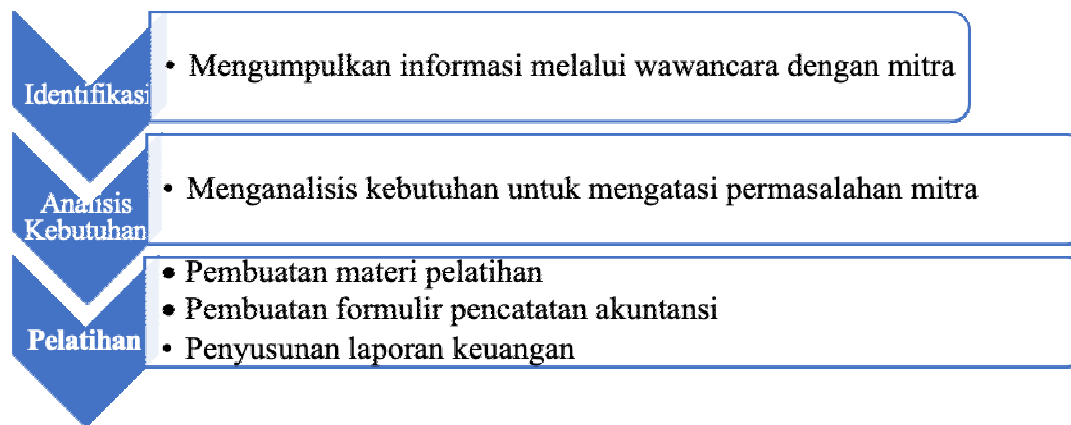 Identifikasi
• Mengumpulkan informasi melalui wawancara dengan mitra
Analisis
Kebutuhan
• Menganalisis kebutuhan untuk mengatasi permasalahan mitra
Pelatihan
• Pembuatan materi pelatihan
• Pembuatan formulir pencatatan akuntansi
• Penyusunan laporan keuangan